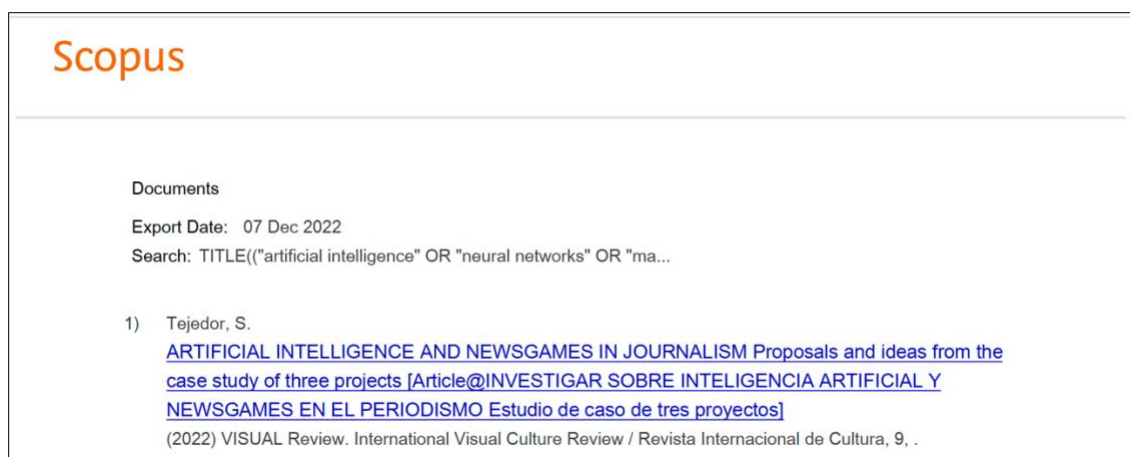 Scopus
Documents
Export Date: 07 Dec 2022
Search: TITLE(("artificial intelligence" OR "neural networks" OR "ma...
1) Tejedor, S.
ARTIFICIAL INTELLIGENCE AND NEWSGAMES IN JOURNALISM Proposals and ideas from the
case study of three projects [Article@INVESTIGAR SOBRE INTELIGENCIA ARTIFICIAL Y
NEWSGAMES EN EL PERIODISMO Estudio de caso de tres proyectos]
(2022) VISUAL Review. International Visual Culture Review / Revista Internacional de Cultura, 9, .